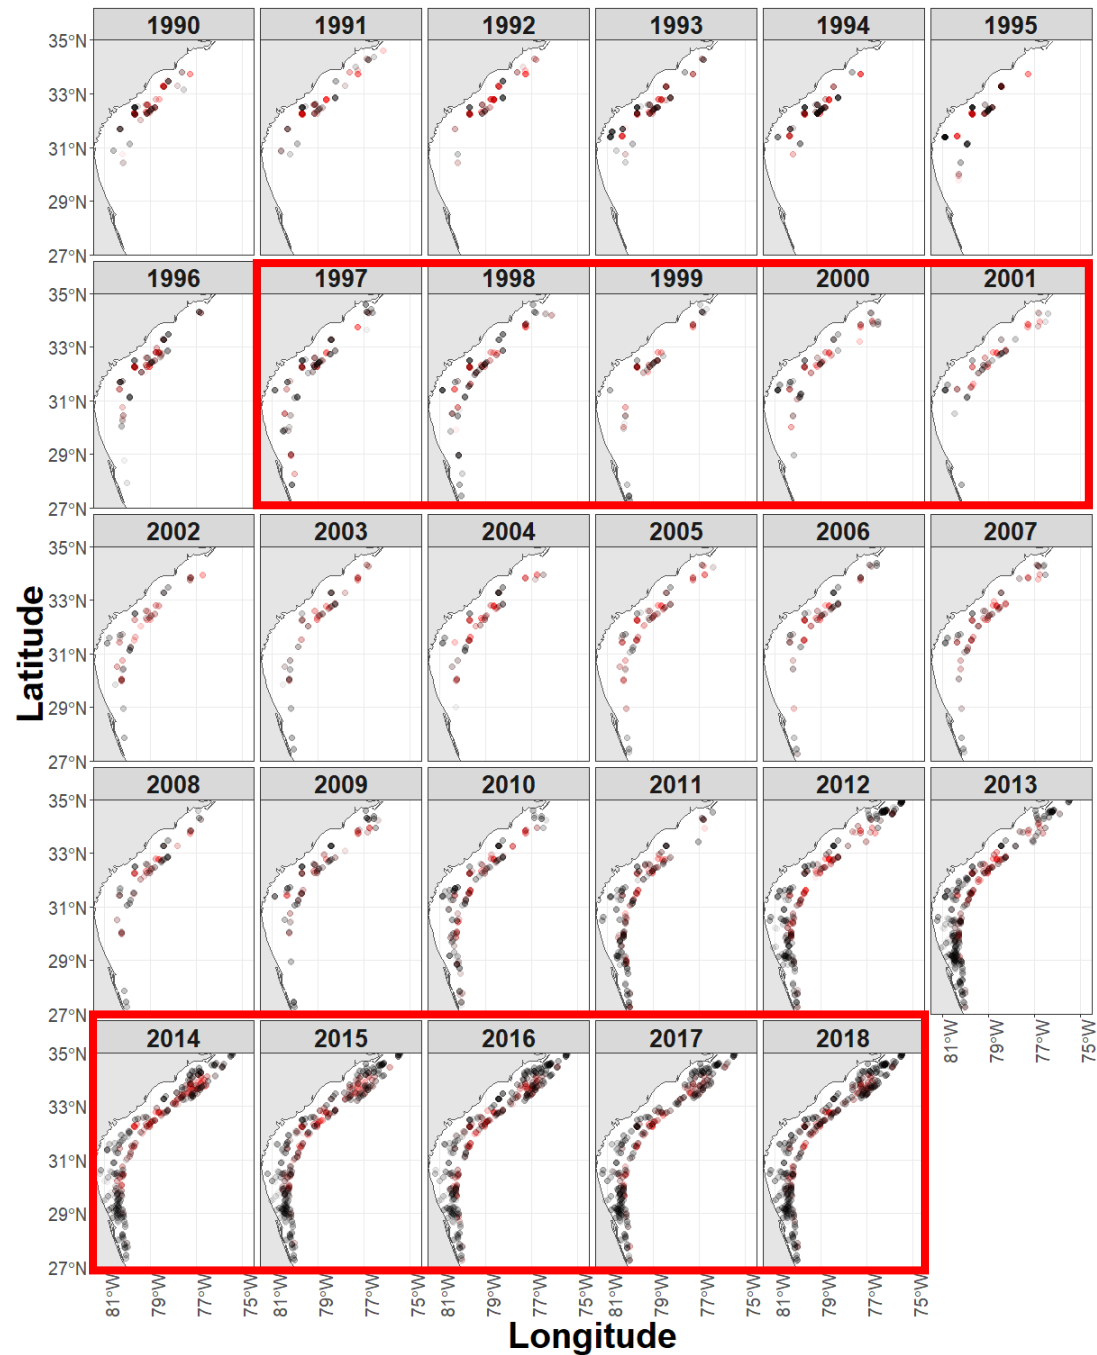 1990 1991 1992 1993 1994 1995
35°N
33°N
31°N
29°N
27°N
1996 1997 1998 1999 2000 2001
35°N
33°N
31°N
29°N
27°N
2002 2003 2004 2005 2006 2007
35°N
33°N
31°N
29°N
27°N
Latitude
2008 2009 2010 2011 2012 2013
35°N
33°N
31°N
29°N
27°N
81°W 79°W 77°W 75°W
2014 2015 2016 2017 2018
35°N
33°N
31°N
29°N
27°N
81°W 79°W 77°W 75°W 81°W 79°W 77°W 75°W 81°W 79°W 77°W 75°W 81°W 79°W 77°W 75°W 81°W 79°W 77°W 75°W
Longitude